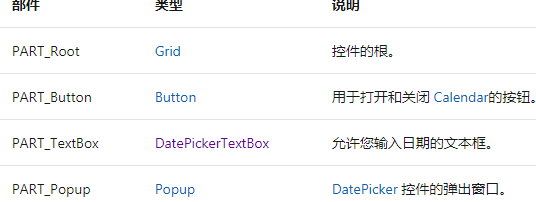 部件 类型 说明
PART_Root Grid 控件的根。
PART_Button Button 用于打开和关闭 Calendar的按钮。
PART_TextBox DatePickerTextBox 允许您输入日期的文本框。
PART_Popup Popup DatePicker 控件的弹出窗口。